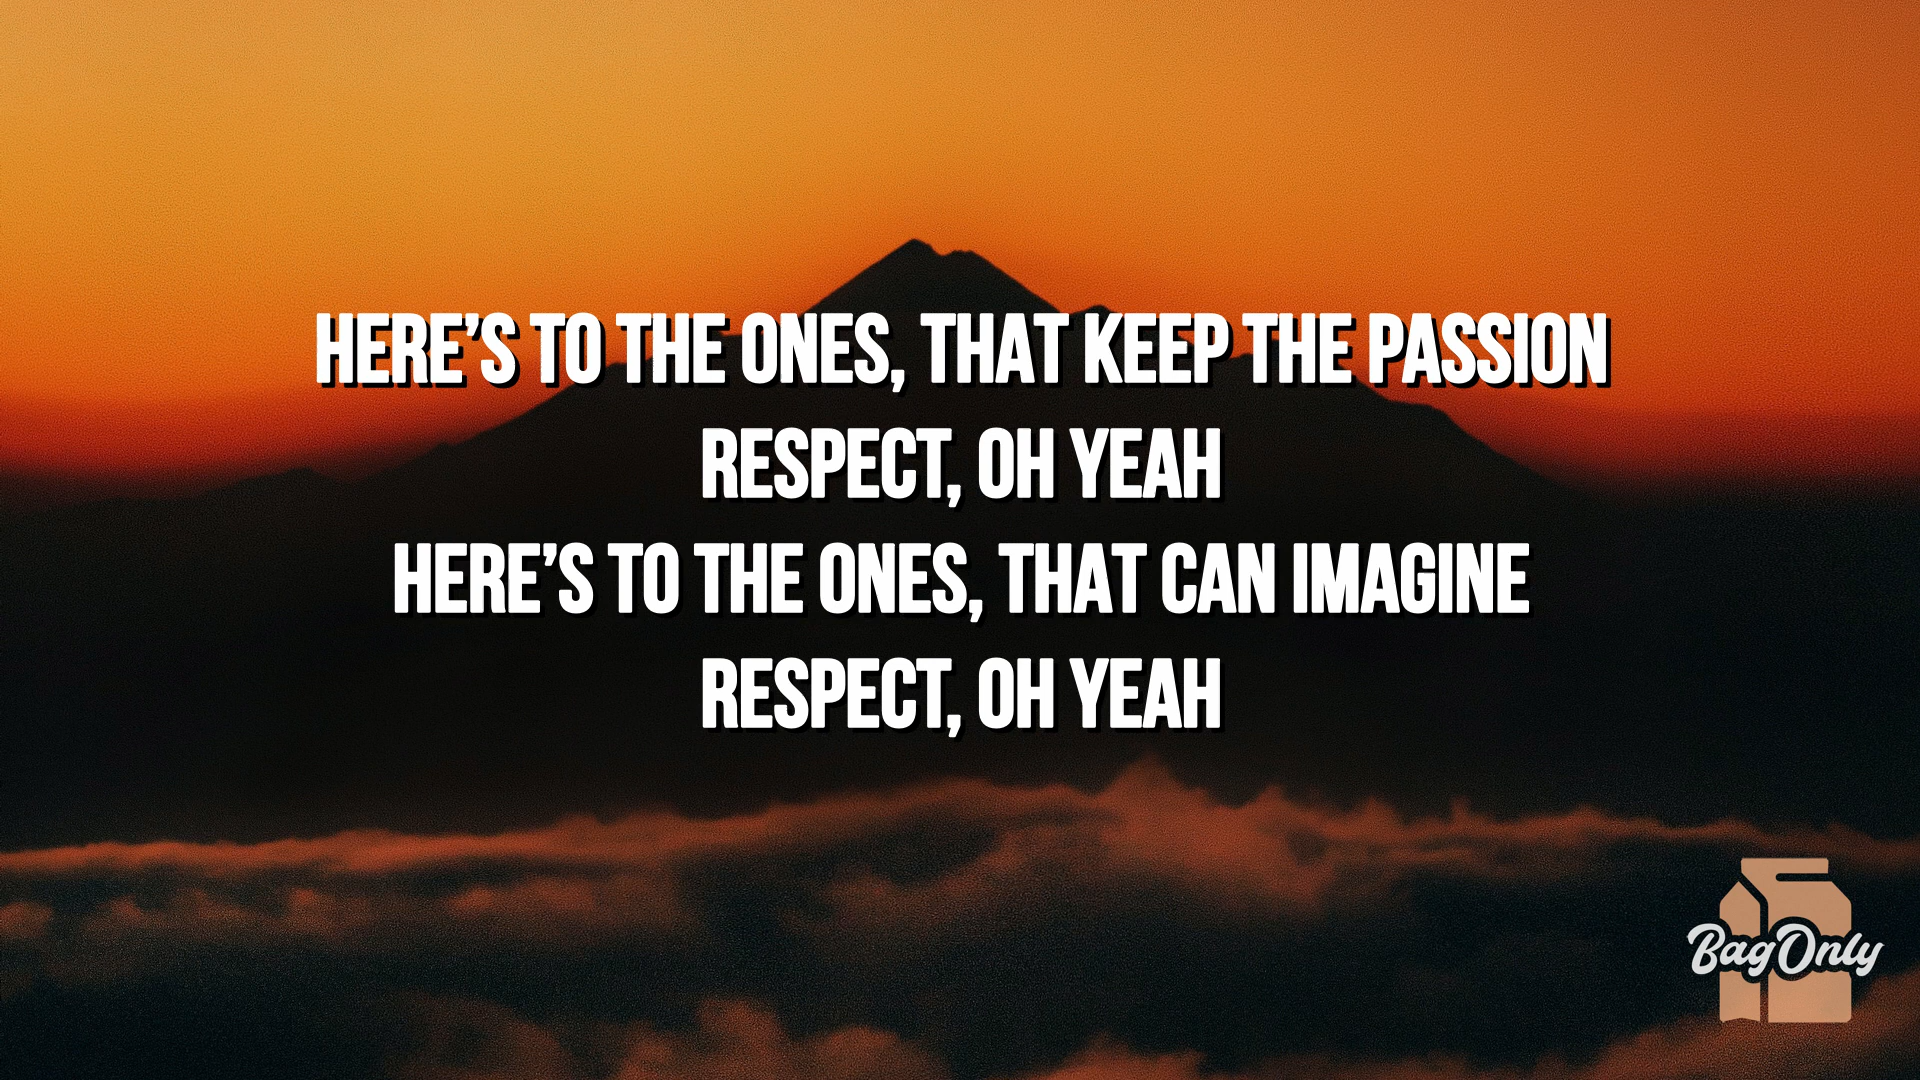 HERE’S TO THE ONES, THAT KEEP THE PASSION
RESPECT, OH YEAH
HERE’S TO THE ONES, THAT CAN IMAGINE
RESPECT, OH YEAH
BagOnly